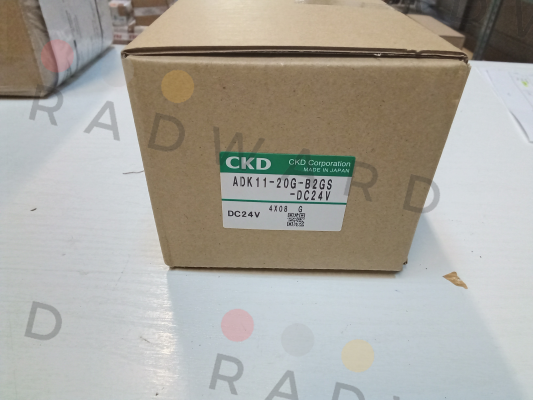 RADWARD
CKD CKD Corporation
MADE IN JAPAN
ADK11-20G-B2GS
-DC24V
4X08 G
DC24V
D
RADWARD